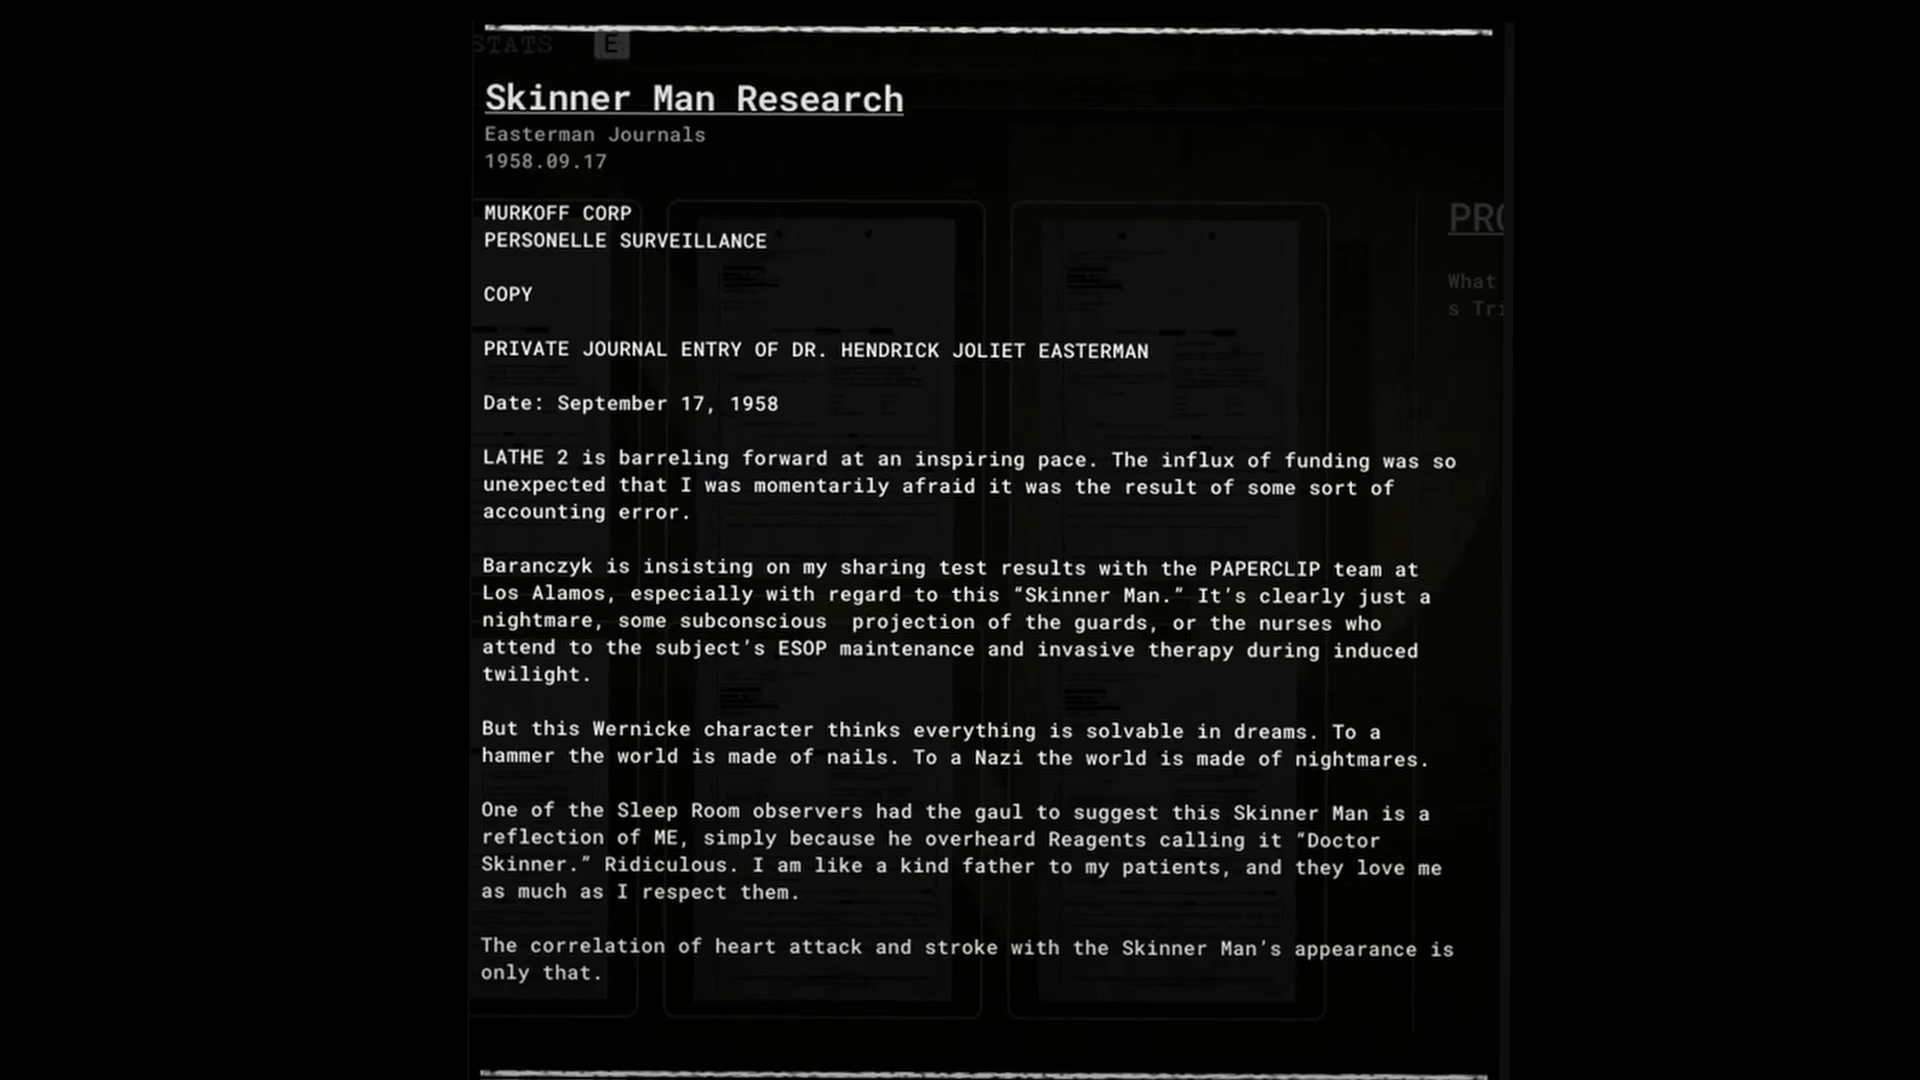 STATS E
Skinner Man Research
Easterman Journals
1958.09.17
MURKOFF CORP
PERSONELLE SURVEILLANCE
COPY
PRIVATE JOURNAL ENTRY OF DR. HENDRICK JOLIET EASTERMAN
Date: September 17, 1958
LATHE 2 is barreling forward at an inspiring pace. The influx of funding was so
unexpected that I was momentarily afraid it was the result of some sort of
accounting error.
Baranczyk is insisting on my sharing test results with the PAPERCLIP team at
Los Alamos, especially with regard to this “Skinner Man.” It’s clearly just a
nightmare, some subconscious  projection of the guards, or the nurses who
attend to the subject’s ESOP maintenance and invasive therapy during induced
twilight.
But this Wernicke character thinks everything is solvable in dreams. To a
hammer the world is made of nails. To a Nazi the world is made of nightmares.
One of the Sleep Room observers had the gaul to suggest this Skinner Man is a
reflection of ME, simply because he overheard Reagents calling it “Doctor
Skinner.” Ridiculous. I am like a kind father to my patients, and they love me
as much as I respect them.
The correlation of heart attack and stroke with the Skinner Man’s appearance is
only that.
PRO
What
s Tri